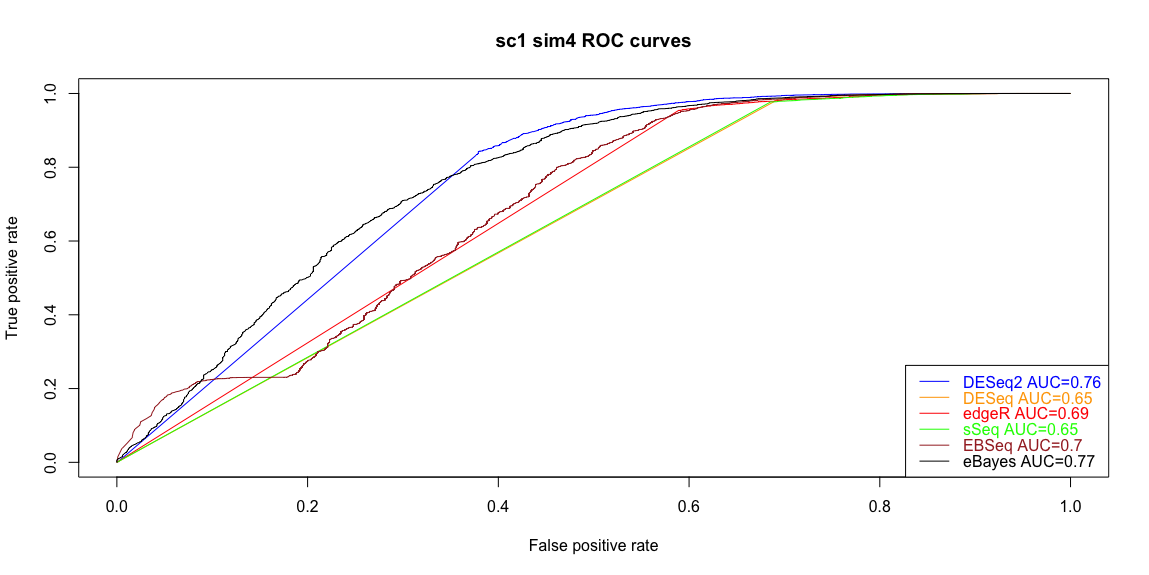 sc1 sim4 ROC curves
True positive rate
1.0
0.8
0.6
0.4
0.2
0.0
DESeq2 AUC=0.76
DESeq AUC=0.65
edgeR AUC=0.69
sSeq AUC=0.65
EBSeq AUC=0.7
eBayes AUC=0.77
0.0 0.2 0.4 0.6 0.8 1.0
False positive rate